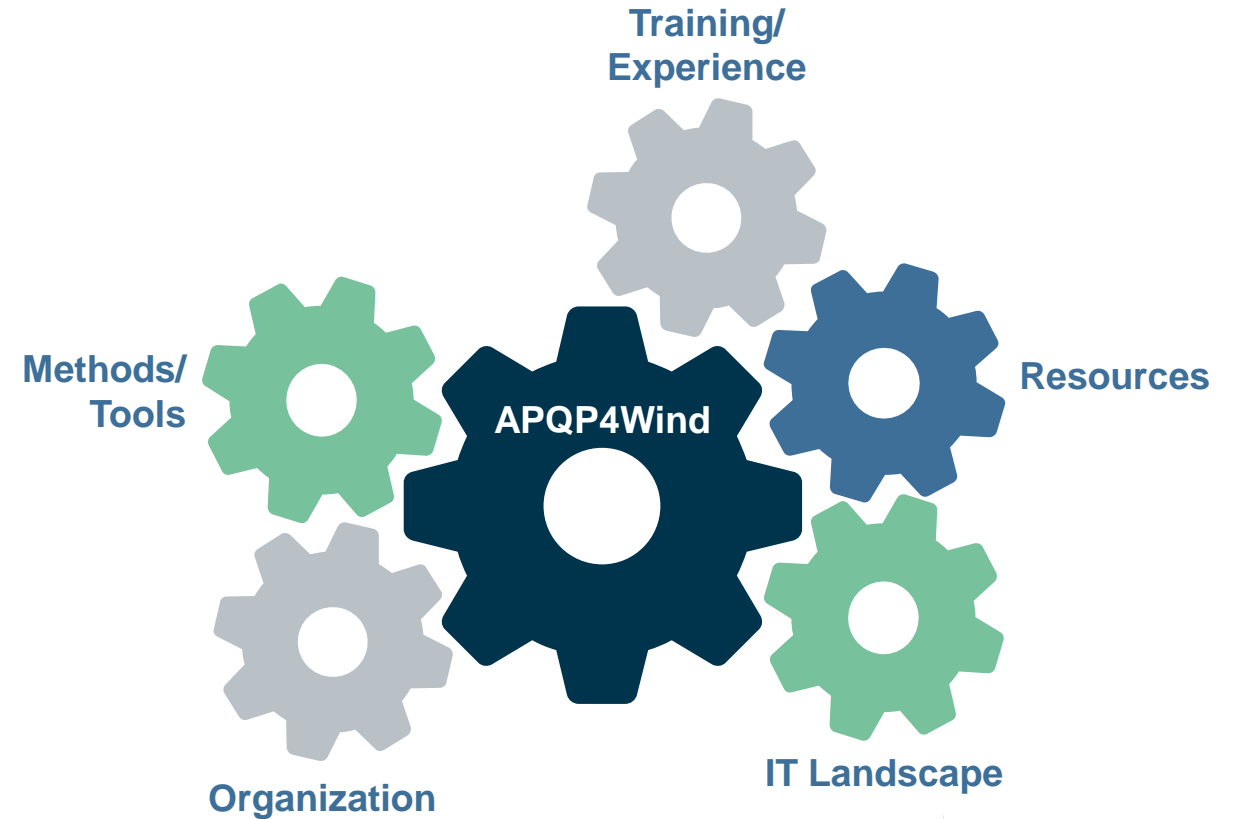 Training/
Experience
Methods/
Tools
APQP4Wind
Resources
IT Landscape
Organization